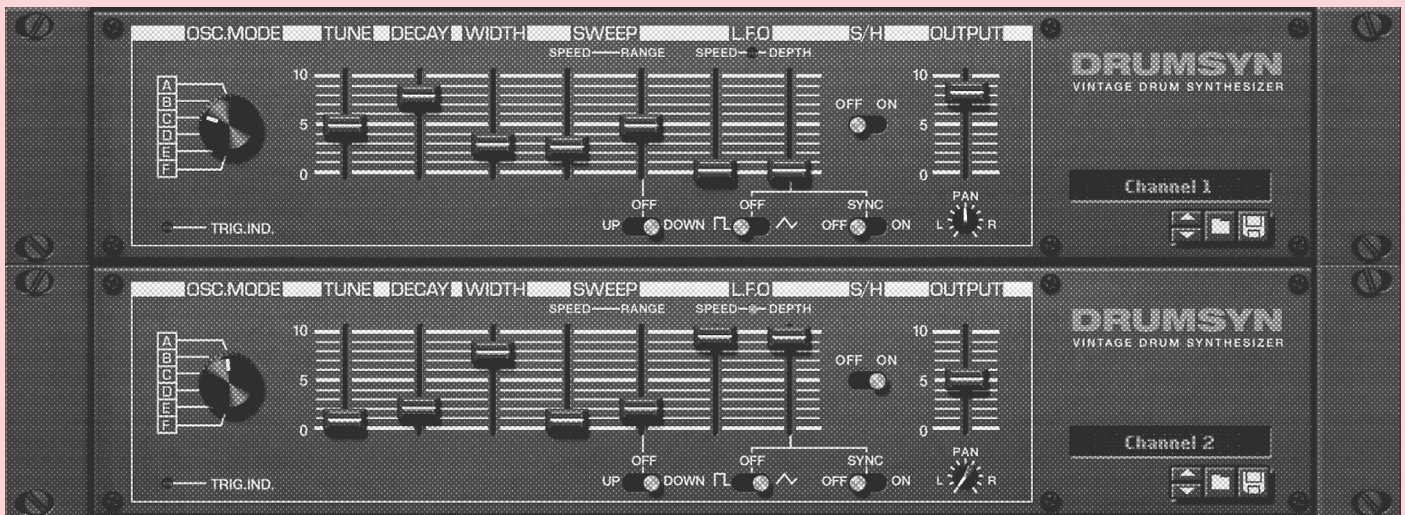 OSC.MODE TUNE DECAY WIDTH SWEEP L.F.O S/H OUTPUT
SPEED RANGE SPEED DEPTH
A
B
C
D
E
F
10
5
0
OFF ON
10
5
0
DRUMSYN
VINTAGE DRUM SYNTHESIZER
Channel 1
OFF OFF SYNC PAN
UP DOWN OFF ON L R
TRIG.IND.
OSC.MODE TUNE DECAY WIDTH SWEEP L.F.O S/H OUTPUT
SPEED RANGE SPEED DEPTH
A
B
C
D
E
F
10
5
0
OFF ON
10
5
0
DRUMSYN
VINTAGE DRUM SYNTHESIZER
Channel 2
OFF OFF SYNC PAN
UP DOWN OFF ON L R
TRIG.IND.